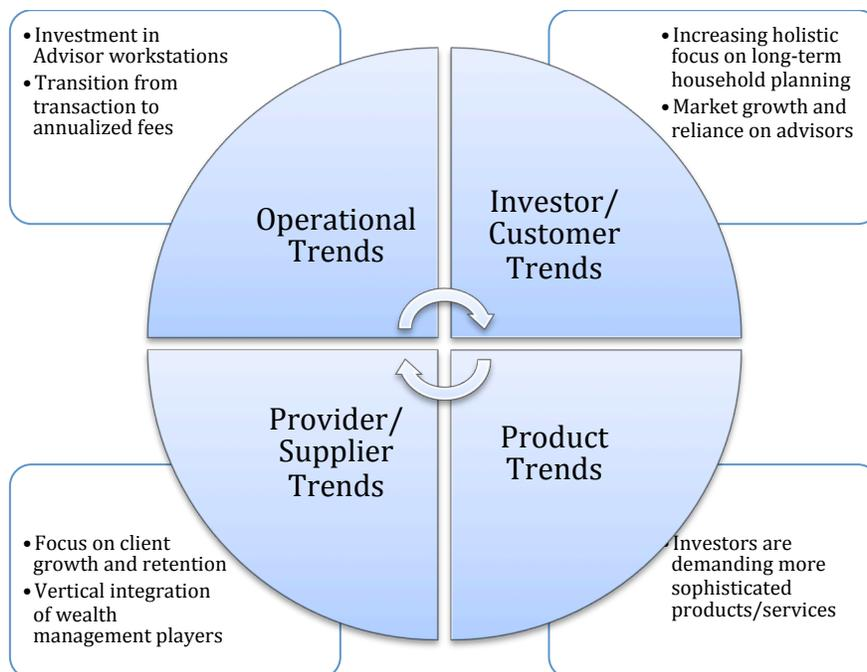 • Investment in
Advisor workstations
• Transition from
transaction to
annualized fees
• Increasing holistic
focus on long-term
household planning
• Market growth and
reliance on advisors
Operational
Trends
Investor/
Customer
Trends
Provider/
Supplier
Trends
Product
Trends
• Focus on client
growth and retention
• Vertical integration
of wealth
management players
• Investors are
demanding more
sophisticated
products/services